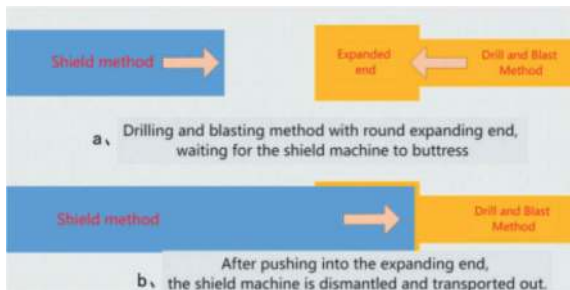 Shield method
Expanded
end
Drill and Blast
Method
a、 Drilling and blasting method with round expanding end,
waiting for the shield machine to buttress
Shield method
Drill and Blast
Method
After pushing into the expanding end,
b、 the shield machine is dismantled and transported out.